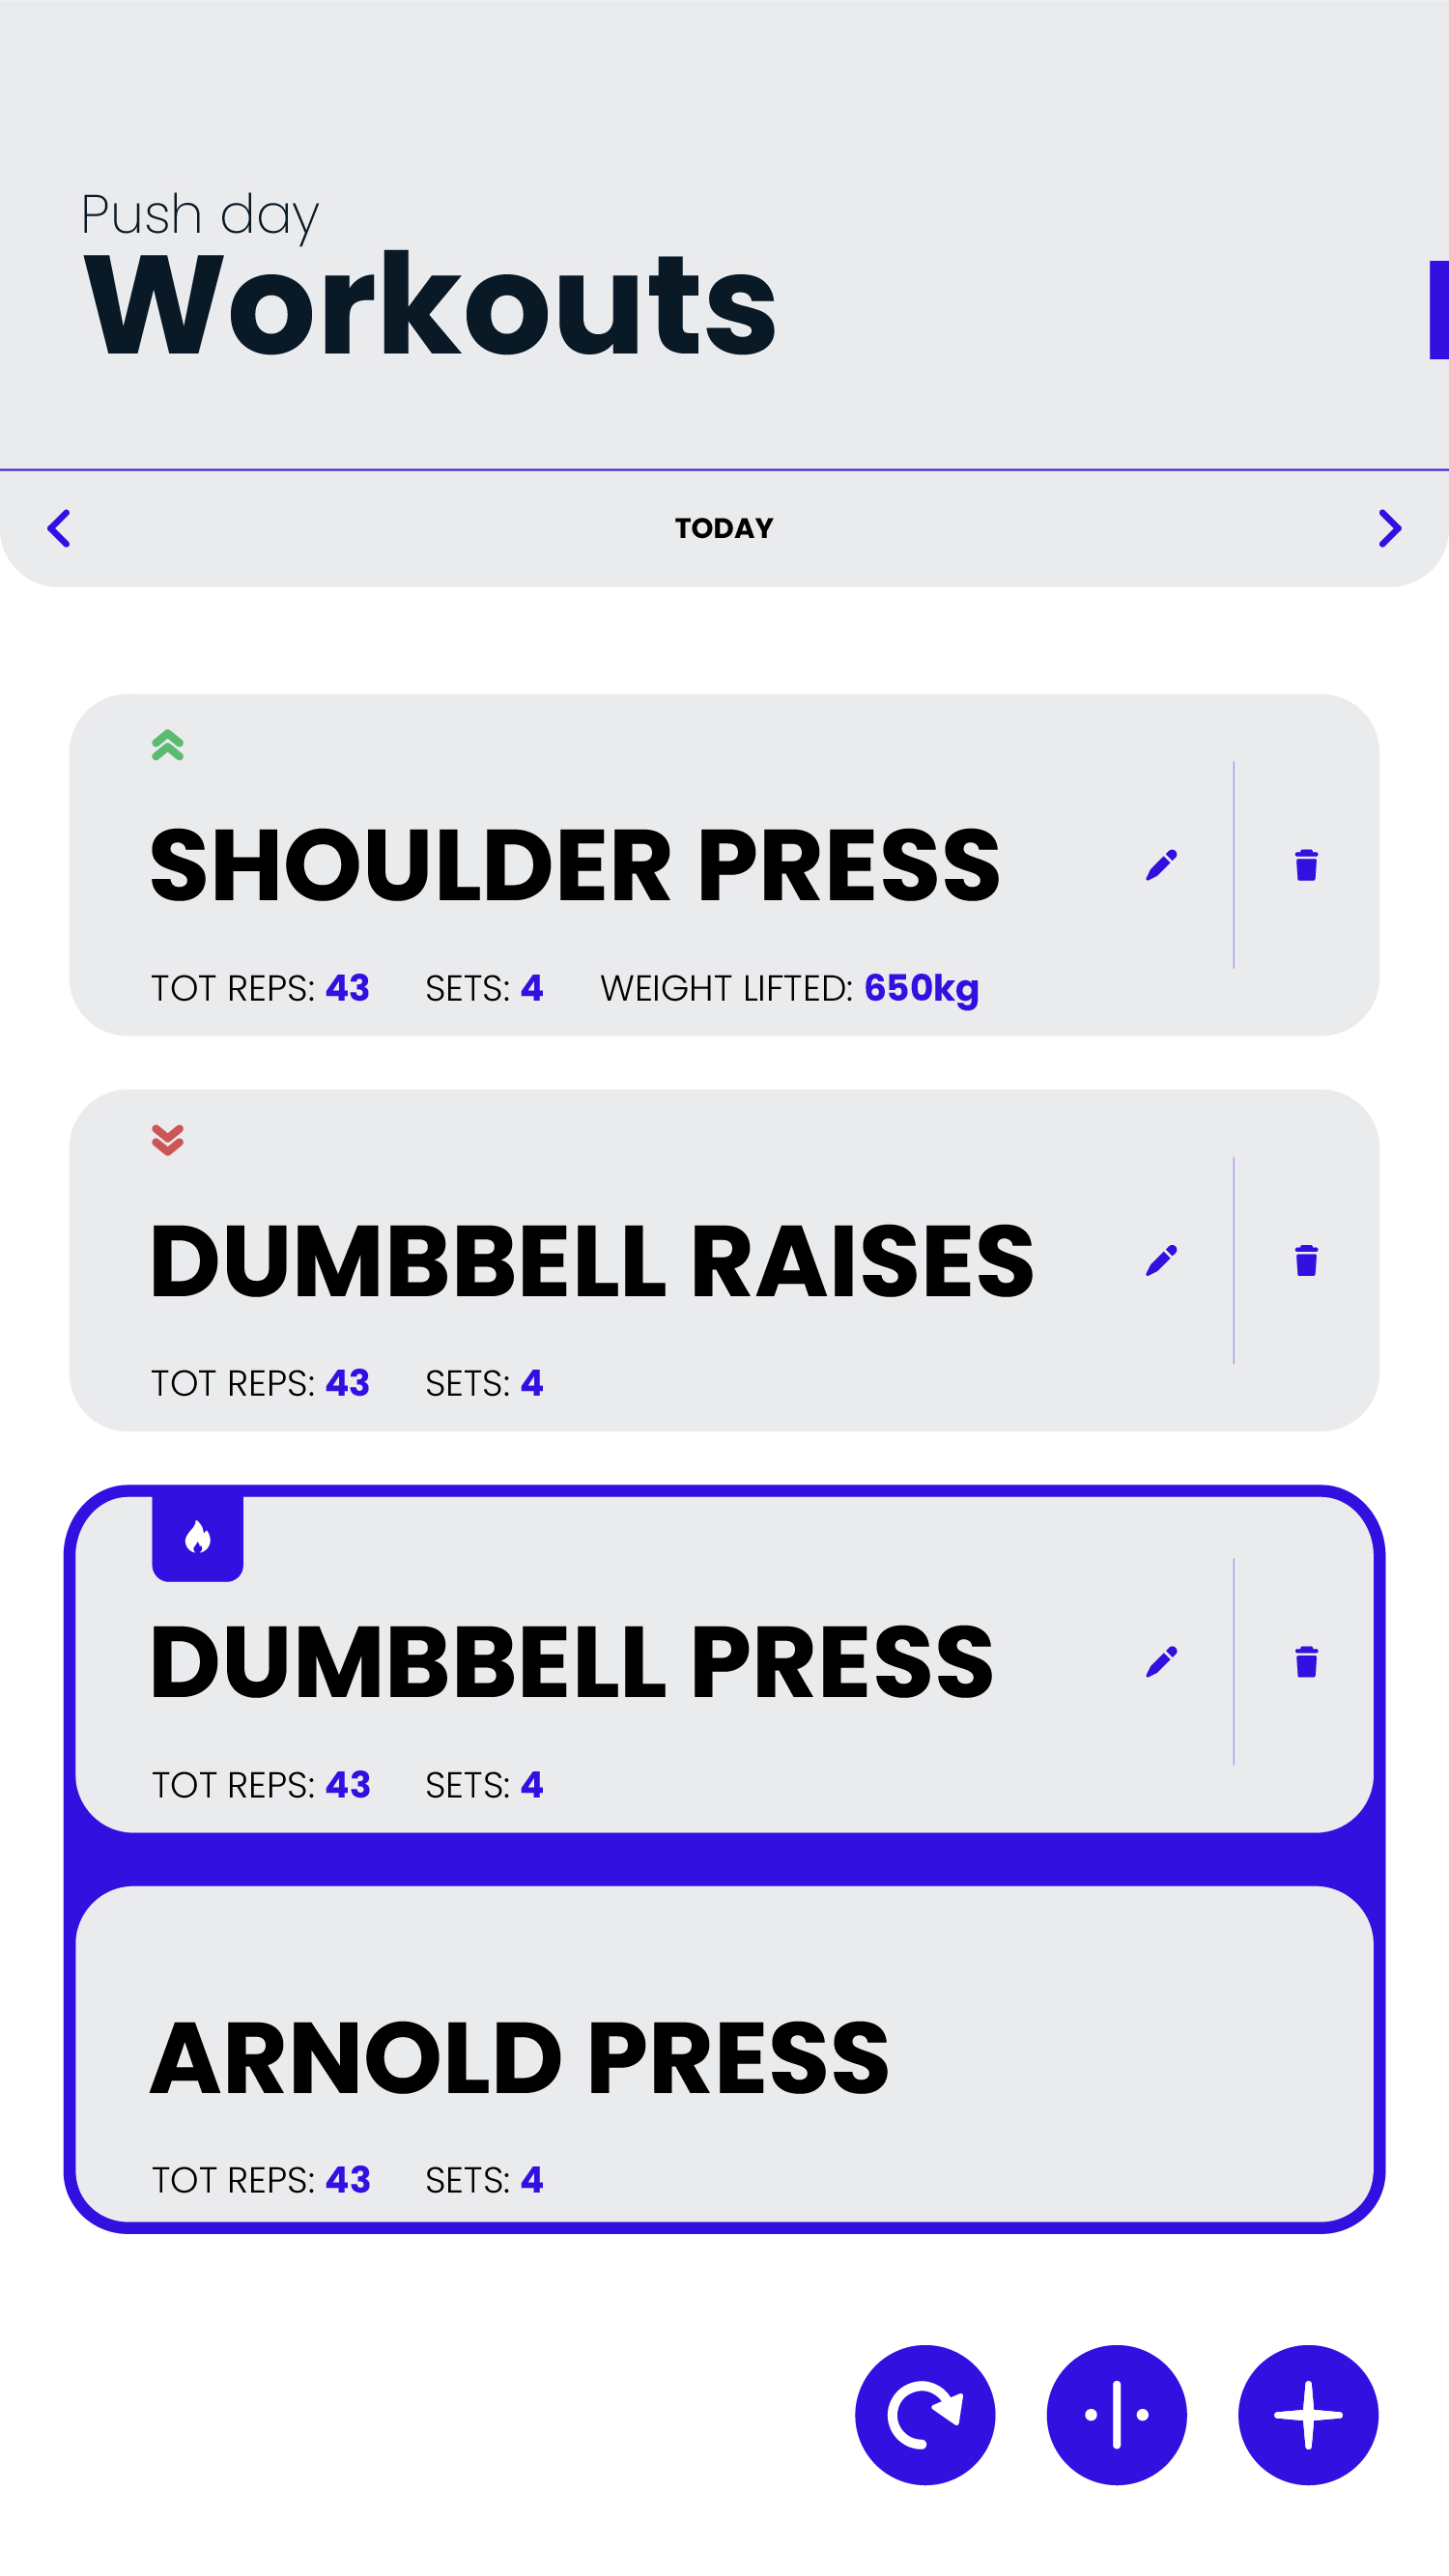 Push day
Workouts
TODAY
SHOULDER PRESS
TOT REPS: 43 SETS: 4 WEIGHT LIFTED: 650kg
DUMBBELL RAISES
TOT REPS: 43 SETS: 4
DUMBBELL PRESS
TOT REPS: 43 SETS: 4
ARNOLD PRESS
TOT REPS: 43 SETS: 4